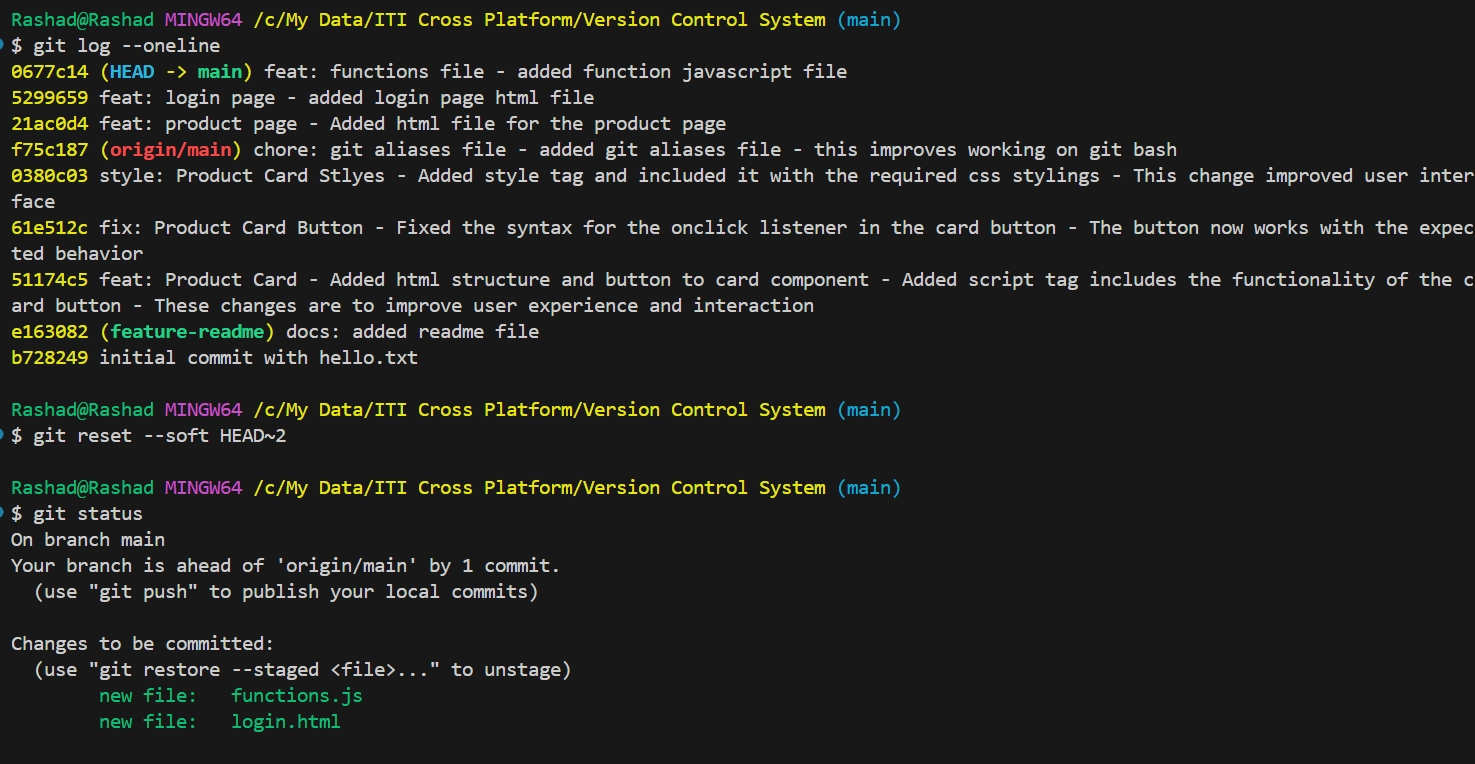 Rashad@Rashad MINGW64 /c/My Data/ITI Cross Platform/Version Control System (main)
$ git log --oneline
0677c14 (HEAD -> main) feat: functions file - added function javascript file
5299659 feat: login page - added login page html file
21ac0d4 feat: product page - Added html file for the product page
f75c187 (origin/main) chore: git aliases file - added git aliases file - this improves working on git bash
0380c03 style: Product Card Stlyes - Added style tag and included it with the required css stylings - This change improved user inter
face
61e512c fix: Product Card Button - Fixed the syntax for the onclick listener in the card button - The button now works with the expec
ted behavior
51174c5 feat: Product Card - Added html structure and button to card component - Added script tag includes the functionality of the c
ard button - These changes are to improve user experience and interaction
e163082 (feature-readme) docs: added readme file
b728249 initial commit with hello.txt
Rashad@Rashad MINGW64 /c/My Data/ITI Cross Platform/Version Control System (main)
$ git reset --soft HEAD~2
Rashad@Rashad MINGW64 /c/My Data/ITI Cross Platform/Version Control System (main)
$ git status
On branch main
Your branch is ahead of 'origin/main' by 1 commit.
  (use "git push" to publish your local commits)
Changes to be committed:
  (use "git restore --staged <file>..." to unstage)
        new file:   functions.js
        new file:   login.html